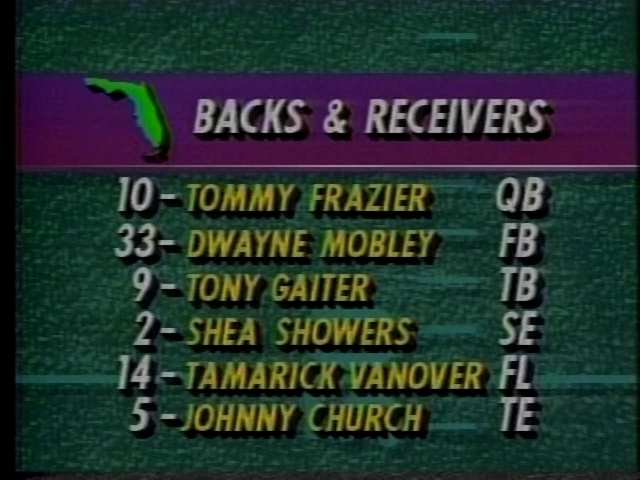 BACKS & RECEIVERS
10-TOMMY FRAZIER QB
33-DWAYNE MOBLEY FB
9-TONY GAITER TB
2-SHEA SHOWERS SE
14-TAMARICK VANOVER FL
5-JOHNNY CHURCH TE